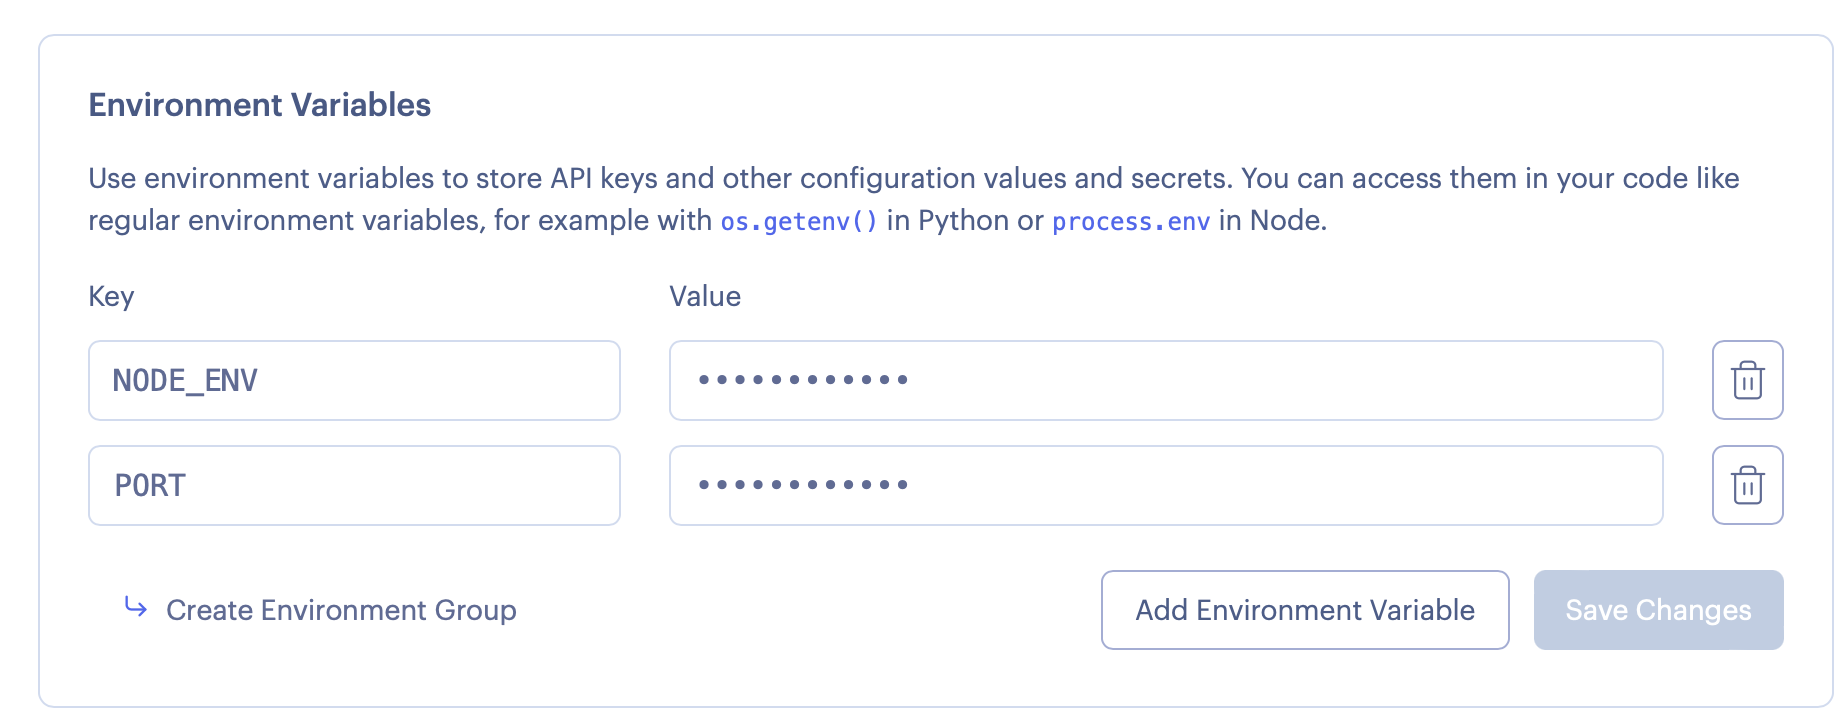 Environment Variables
Use environment variables to store API keys and other configuration values and secrets. You can access them in your code like
regular environment variables, for example with os.getenv() in Python or process.env in Node.
Key Value
NODE_ENV ••••••••••••
PORT ••••••••••••
Create Environment Group Add Environment Variable Save Changes